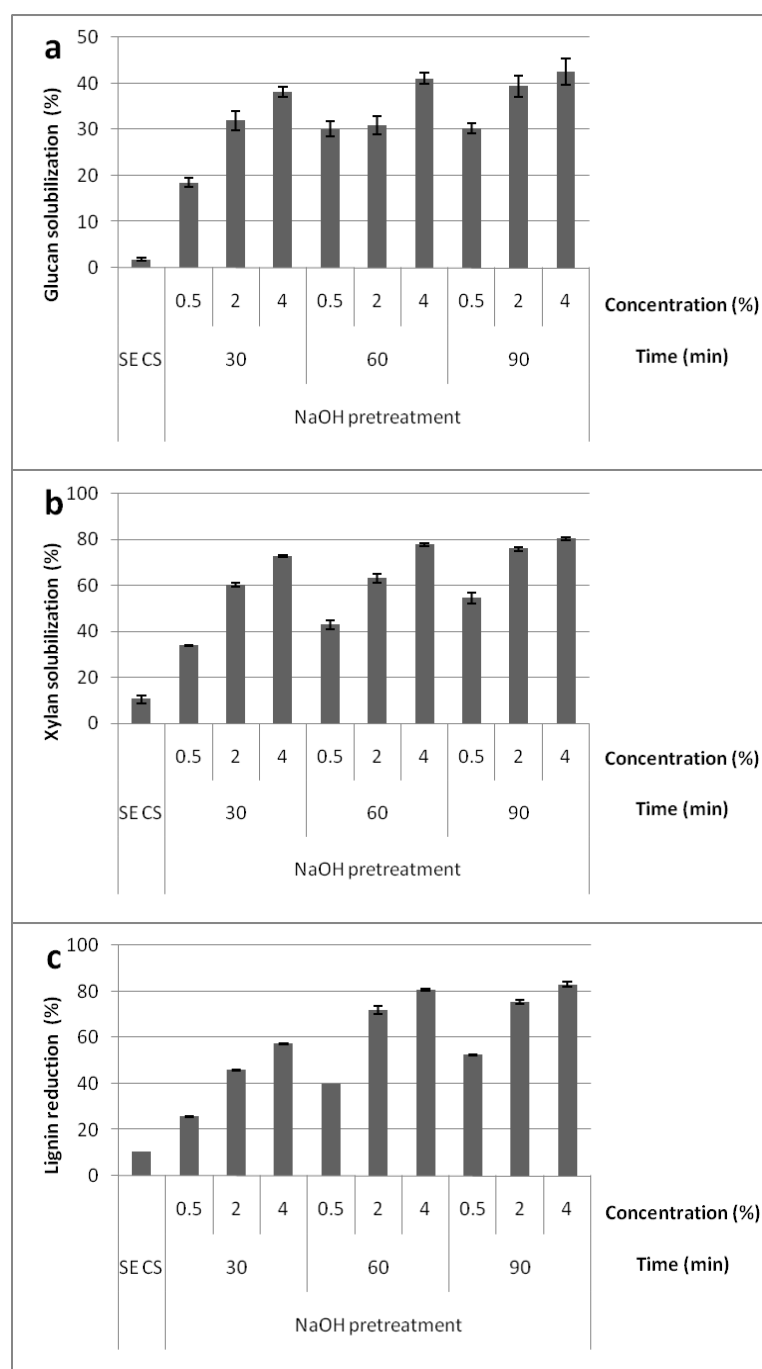 a
Glucan solubilization (%)
50
40
30
20
10
0
0.5 2 4 0.5 2 4 0.5 2 4 Concentration (%)
SE CS 30 60 90 Time (min)
NaOH pretreatment
b
Xylan solubilization (%)
100
80
60
40
20
0
0.5 2 4 0.5 2 4 0.5 2 4 Concentration (%)
SE CS 30 60 90 Time (min)
NaOH pretreatment
c
Lignin reduction (%)
100
80
60
40
20
0
0.5 2 4 0.5 2 4 0.5 2 4 Concentration (%)
SE CS 30 60 90 Time (min)
NaOH pretreatment